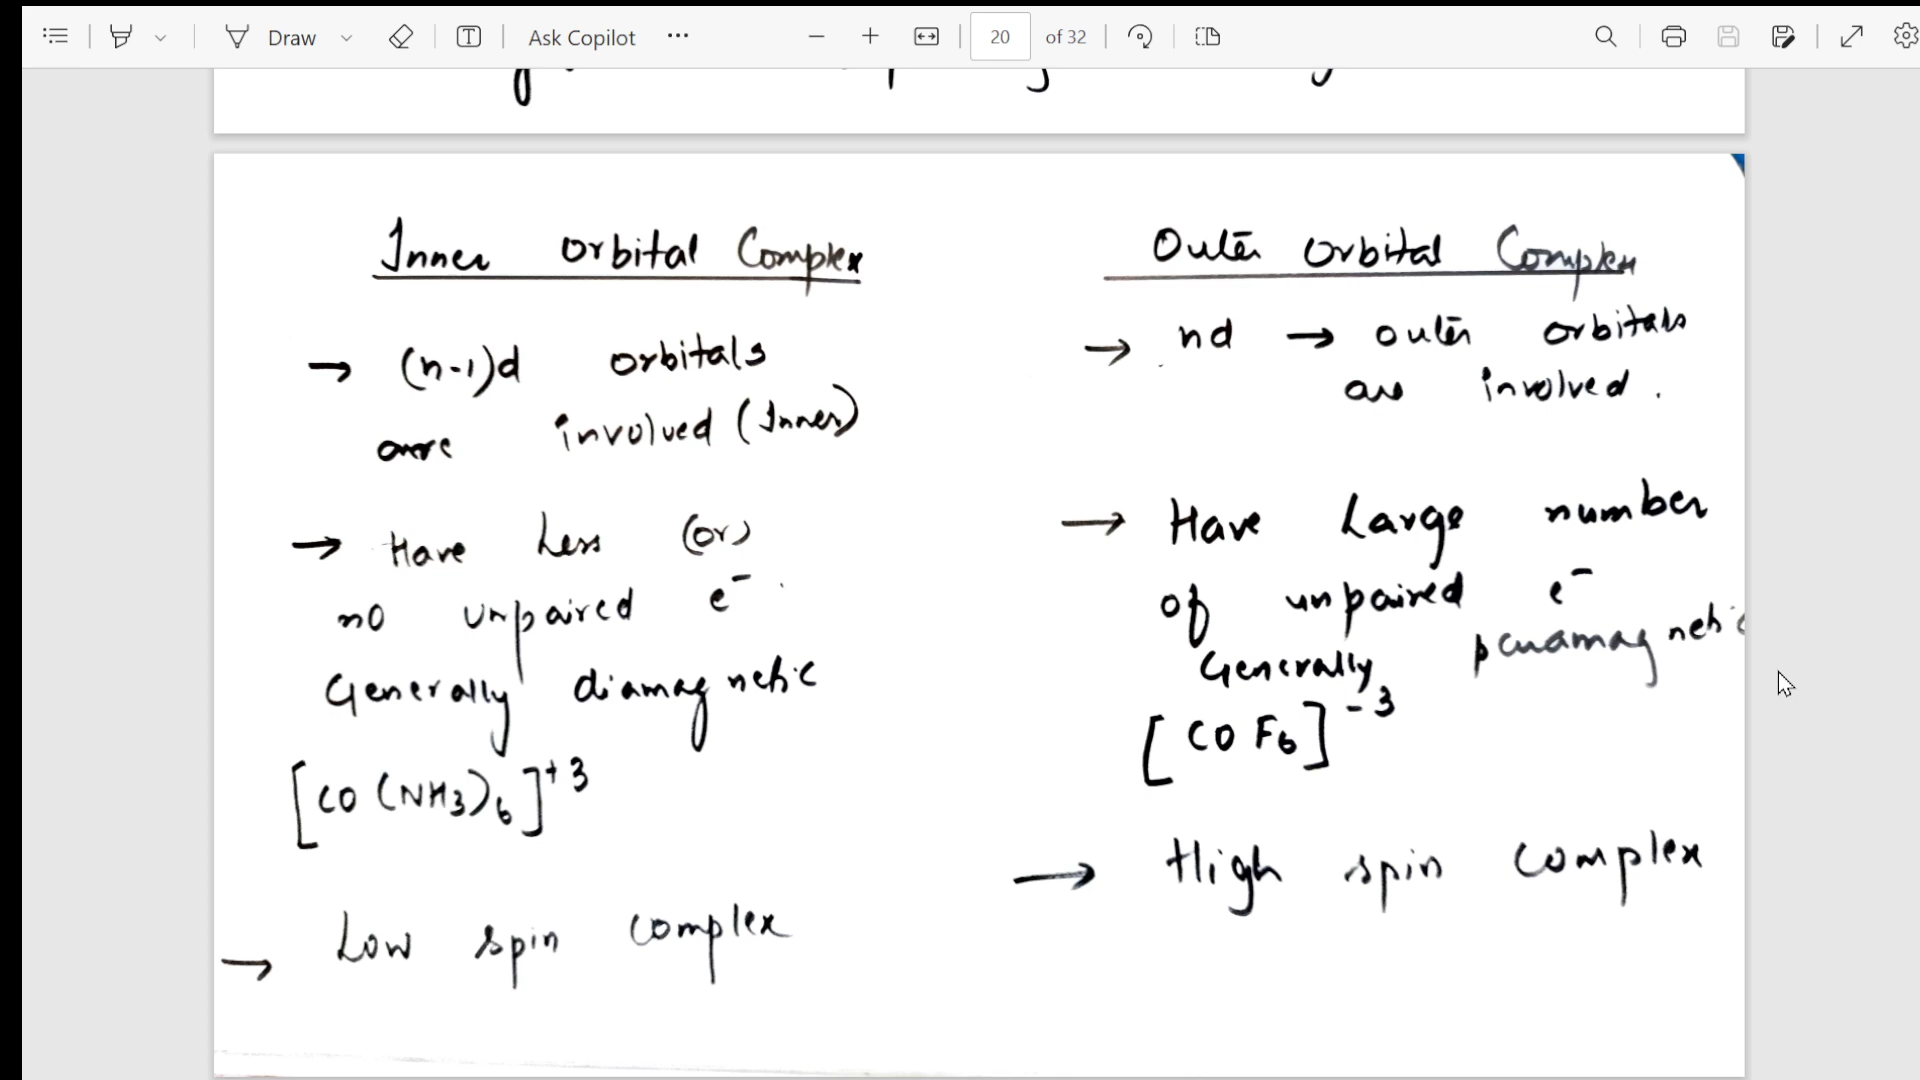 Draw
Ask Copilot
20 of 32
Inner orbital Complex
→ (n-1)d orbitals
are involved (Inner)
→ Have Less (or)
no unpaired e⁻
Generally diamagnetic
[CO(NH3)6]+3
→ Low spin complex
Outer orbital Complex
→ nd → outer orbitals
are involved.
→ Have Large number
of unpaired e⁻
Generally paramagnetic
[COF6]-3
→ High spin complex